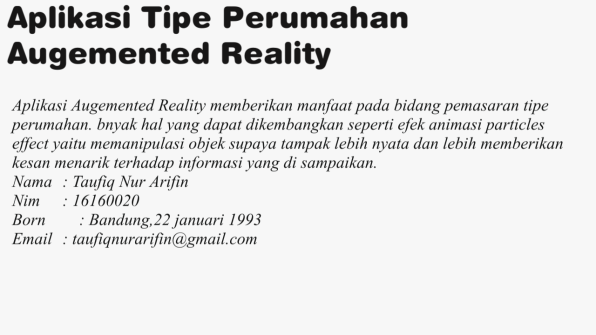 Aplikasi Tipe Perumahan
Augemented Reality
Aplikasi Augemented Reality memberikan manfaat pada bidang pemasaran tipe
perumahan. bnyak hal yang dapat dikembangkan seperti efek animasi particles
effect yaitu memanipulasi objek supaya tampak lebih nyata dan lebih memberikan
kesan menarik terhadap informasi yang di sampaikan.
Nama : Taufiq Nur Arifin
Nim : 16160020
Born : Bandung,22 januari 1993
Email : taufiqnurarifin@gmail.com